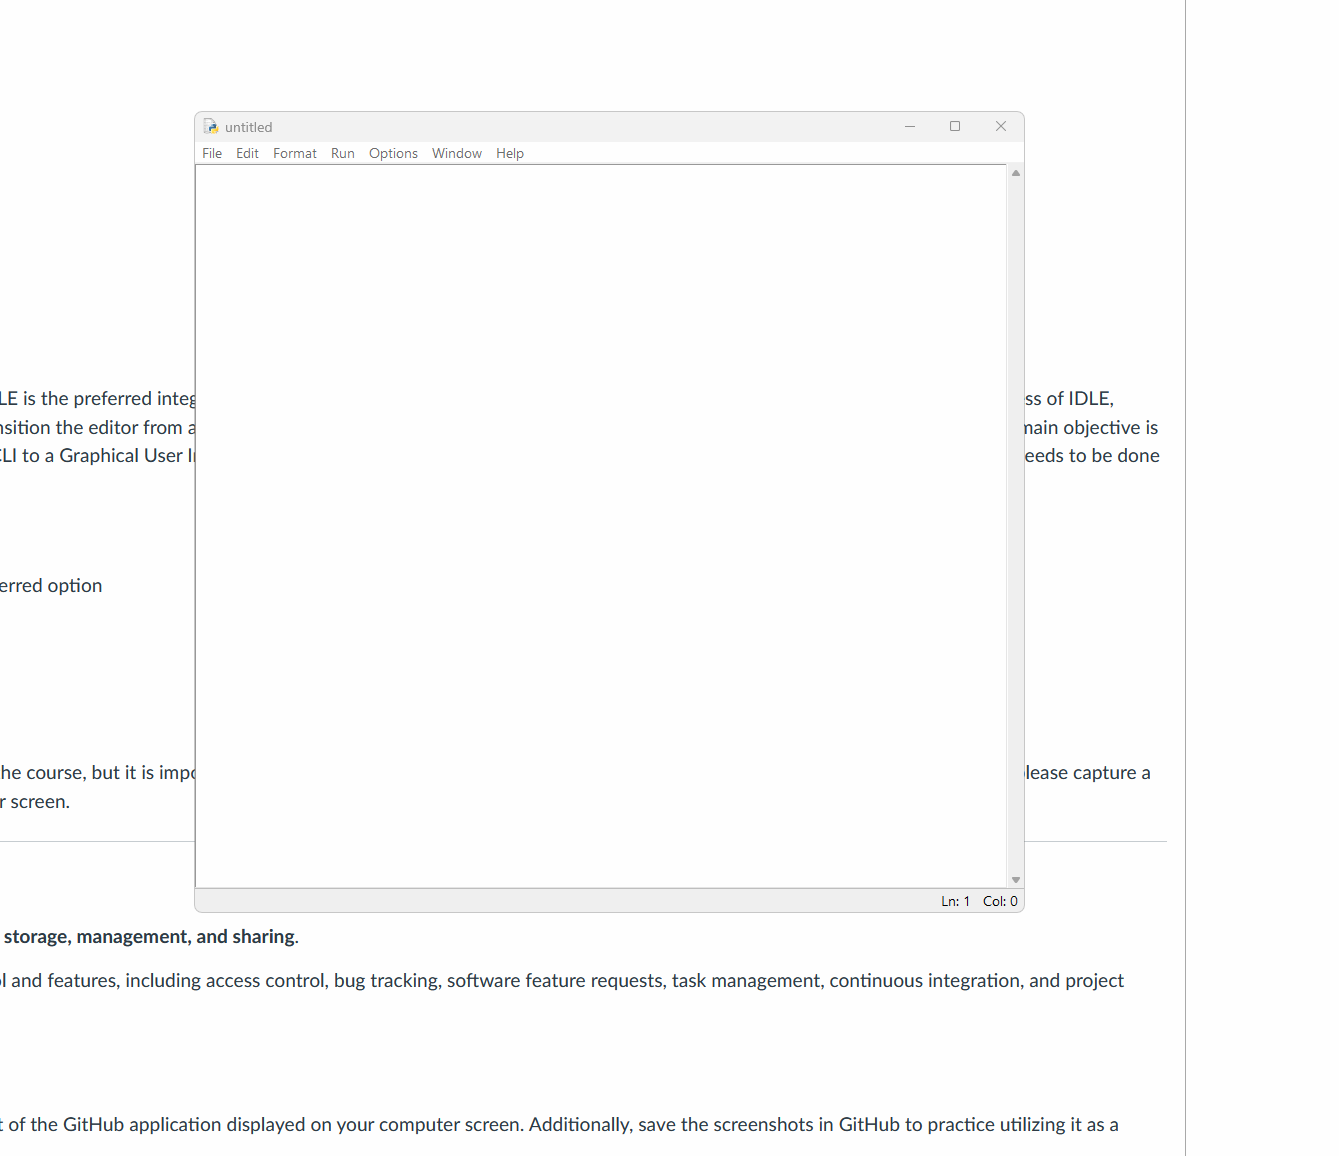 untitled
File Edit Format Run Options Window Help
LE is the preferred integ ss of IDLE,
nsition the editor from a main objective is
CLI to a Graphical User I eeds to be done
erred option
he course, but it is impo lease capture a
r screen.
Ln: 1 Col: 0
storage, management, and sharing.
ol and features, including access control, bug tracking, software feature requests, task management, continuous integration, and project
t of the GitHub application displayed on your computer screen. Additionally, save the screenshots in GitHub to practice utilizing it as a